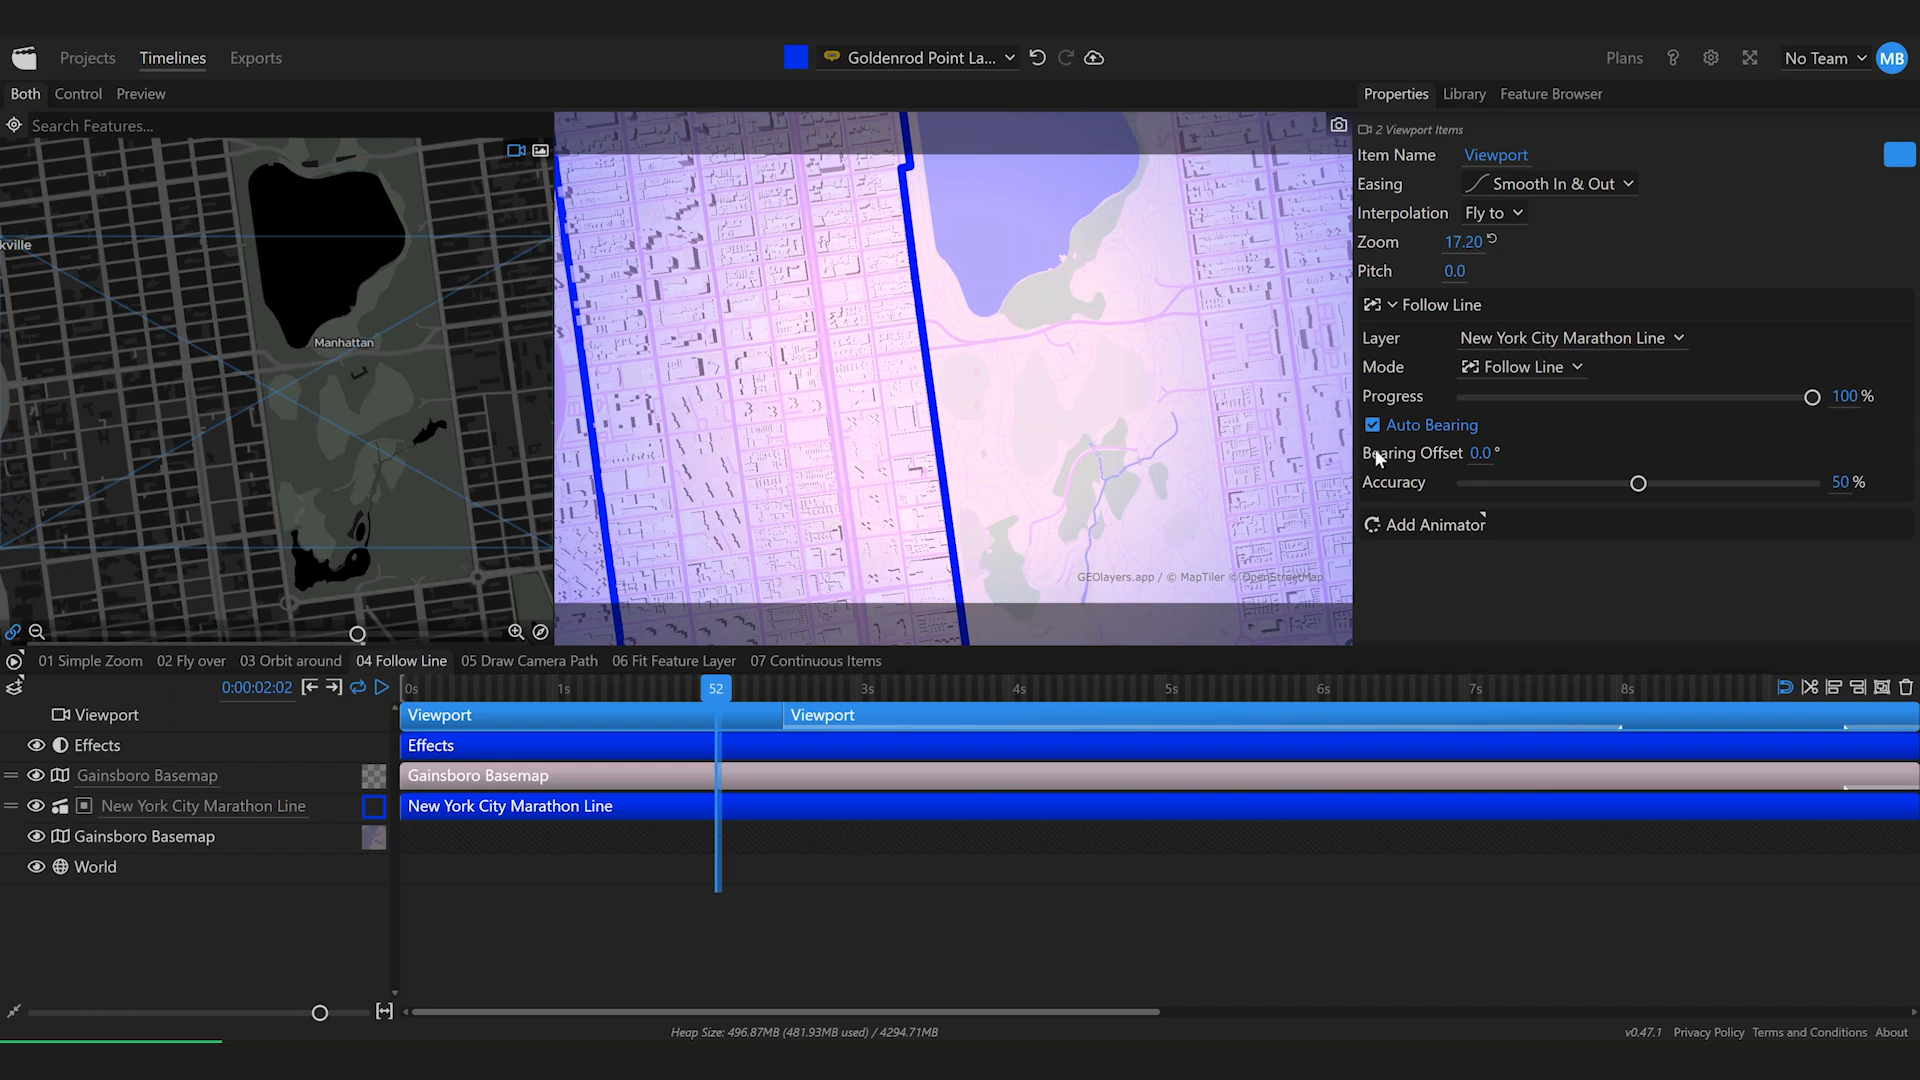 Projects Timelines Exports Goldenrod Point La... Plans No Team MB
Both Control Preview Properties Library Feature Browser
Search Features...
kville
Manhattan
GEOlayers.app / © MapTiler © OpenStreetMap
2 Viewport Items
Item Name Viewport
Easing Smooth In & Out
Interpolation Fly to
Zoom 17.20
Pitch 0.0
Follow Line
Layer New York City Marathon Line
Mode Follow Line
Progress 100 %
Auto Bearing
Bearing Offset 0.0 °
Accuracy 50 %
Add Animator
01 Simple Zoom 02 Fly over 03 Orbit around 04 Follow Line 05 Draw Camera Path 06 Fit Feature Layer 07 Continuous Items
0:00:02:02 0s 1s 52 3s 4s 5s 6s 7s 8s
Viewport Viewport Viewport
Effects Effects
Gainsboro Basemap Gainsboro Basemap
New York City Marathon Line New York City Marathon Line
Gainsboro Basemap
World
Heap Size: 496.87MB (481.93MB used) / 4294.71MB v0.47.1 Privacy Policy Terms and Conditions About